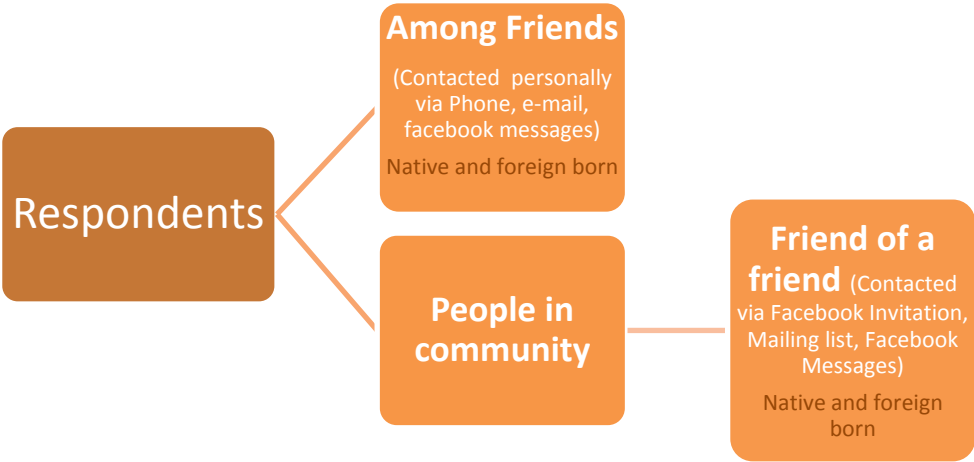 Respondents
Among Friends
(Contacted personally
via Phone, e-mail,
facebook messages)
Native and foreign born
People in
community
Friend of a
friend (Contacted
via Facebook Invitation,
Mailing list, Facebook
Messages)
Native and foreign
born